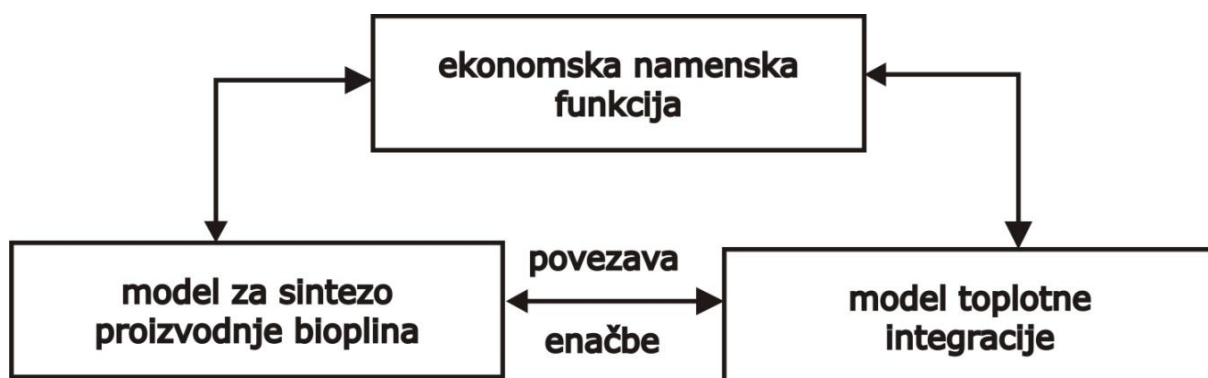 ekonomska namenska
funkcija
model za sintezo
proizvodnje bioplina
povezava
enačbe
model toplotne
integracije